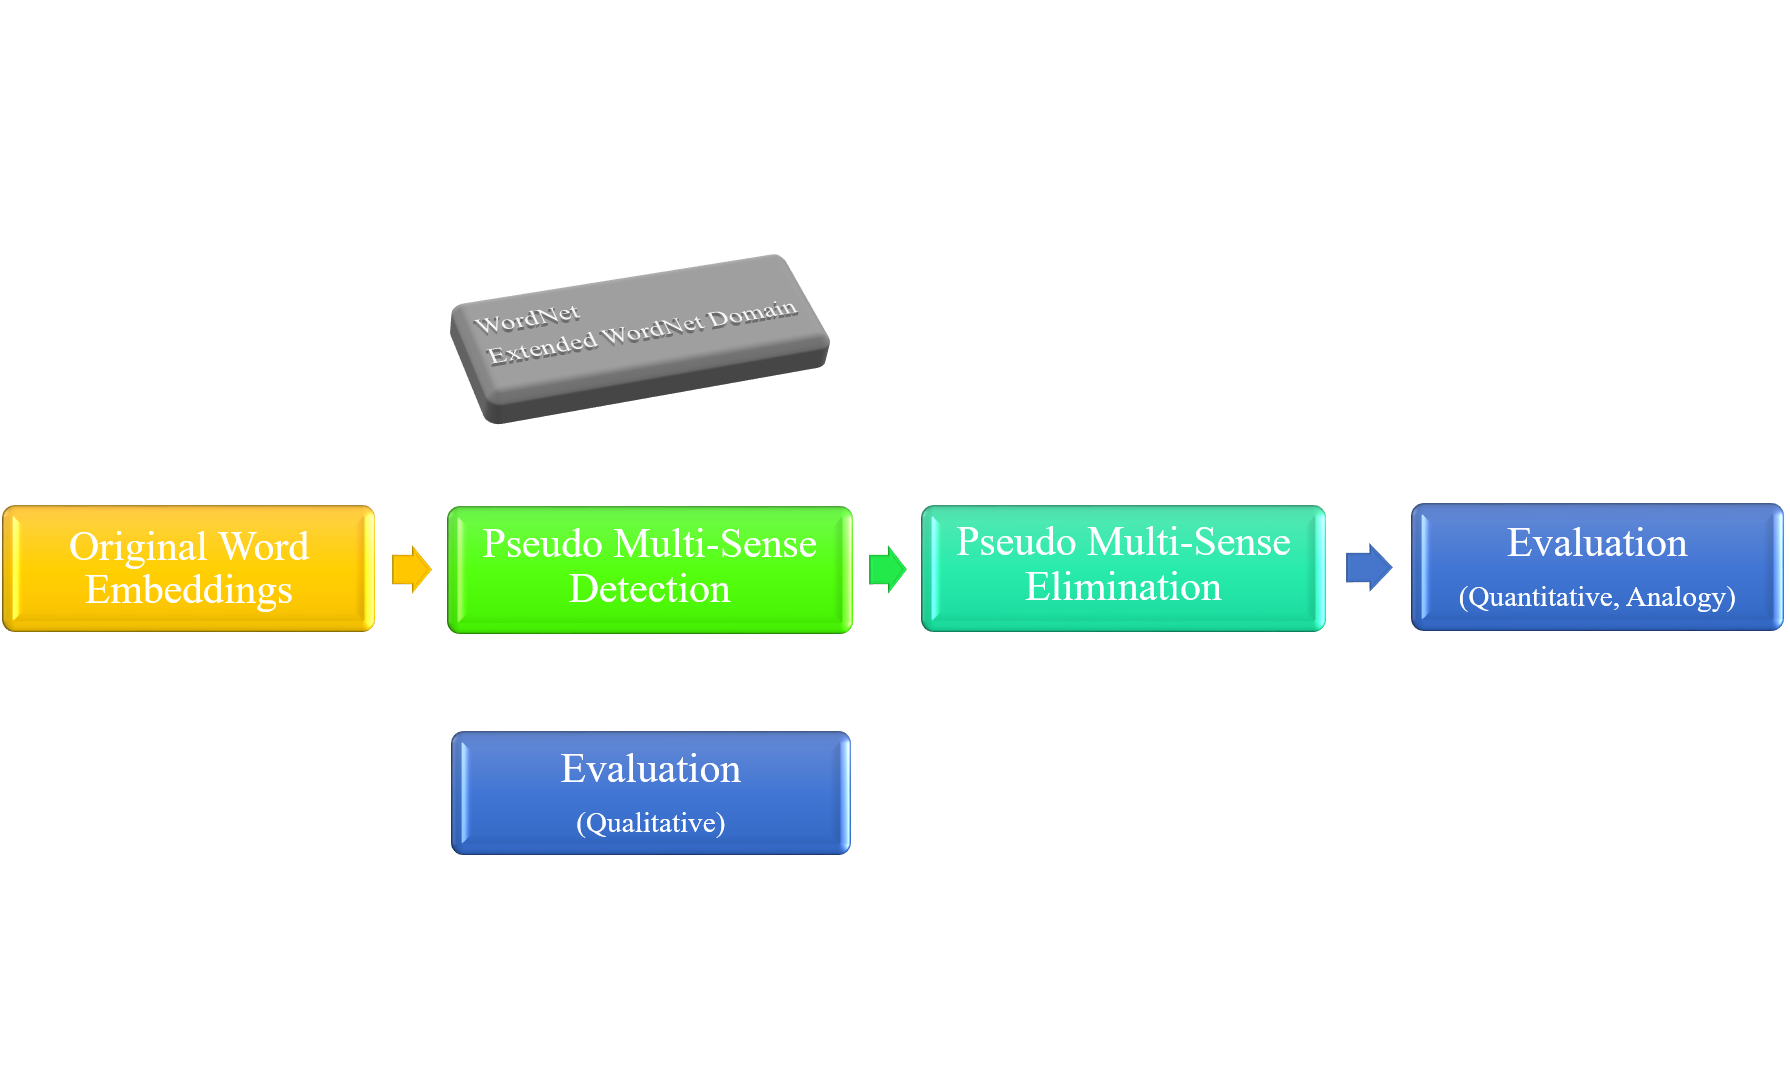 WordNet
Extended WordNet Domain
Original Word
Embeddings
Pseudo Multi-Sense
Detection
Pseudo Multi-Sense
Elimination
Evaluation
(Quantitative, Analogy)
Evaluation
(Qualitative)